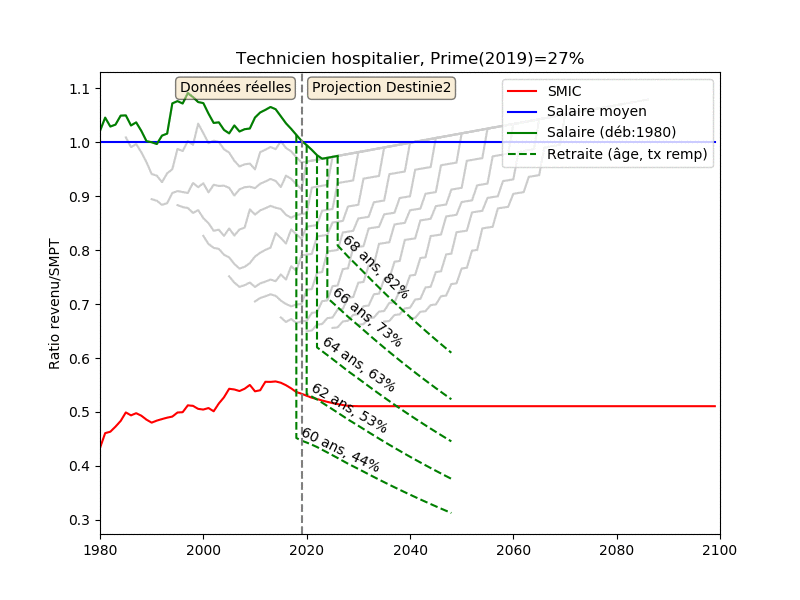 Technicien hospitalier, Prime(2019)=27%
Données réelles
Projection Destinie2
SMIC
Salaire moyen
Salaire (déb:1980)
Retraite (âge, tx remp)
Ratio revenu/SMPT
1.1
1.0
0.9
0.8
0.7
0.6
0.5
0.4
0.3
68 ans, 82%
66 ans, 73%
64 ans, 63%
62 ans, 53%
60 ans, 44%
1980
2000
2020
2040
2060
2080
2100